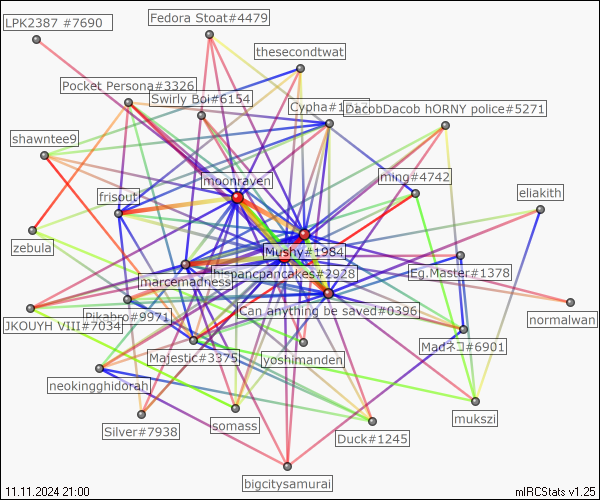 LPK2387 #7690
Fedora Stoat#4479
thesecondtwat
Pocket Persona#3326
Swirly Boi#6154
DacobDacob hORNY police#5271
shawntee9
moonraven
ming#4742
frisout
eliakith
zebula
Mushy#1984
hispancpancakes#2928
Eg.Master#1378
marcemadness
JKOUYH VIII#7034
Pikabro#9971
Can anything be saved#0396
normalwan
Majestic#3375
yoshimanden
Madネコ#6901
neokingghidorah
mukszi
Silver#7938
somass
Duck#1245
bigcitysamurai
11.11.2024 21:00
mIRCStats v1.25